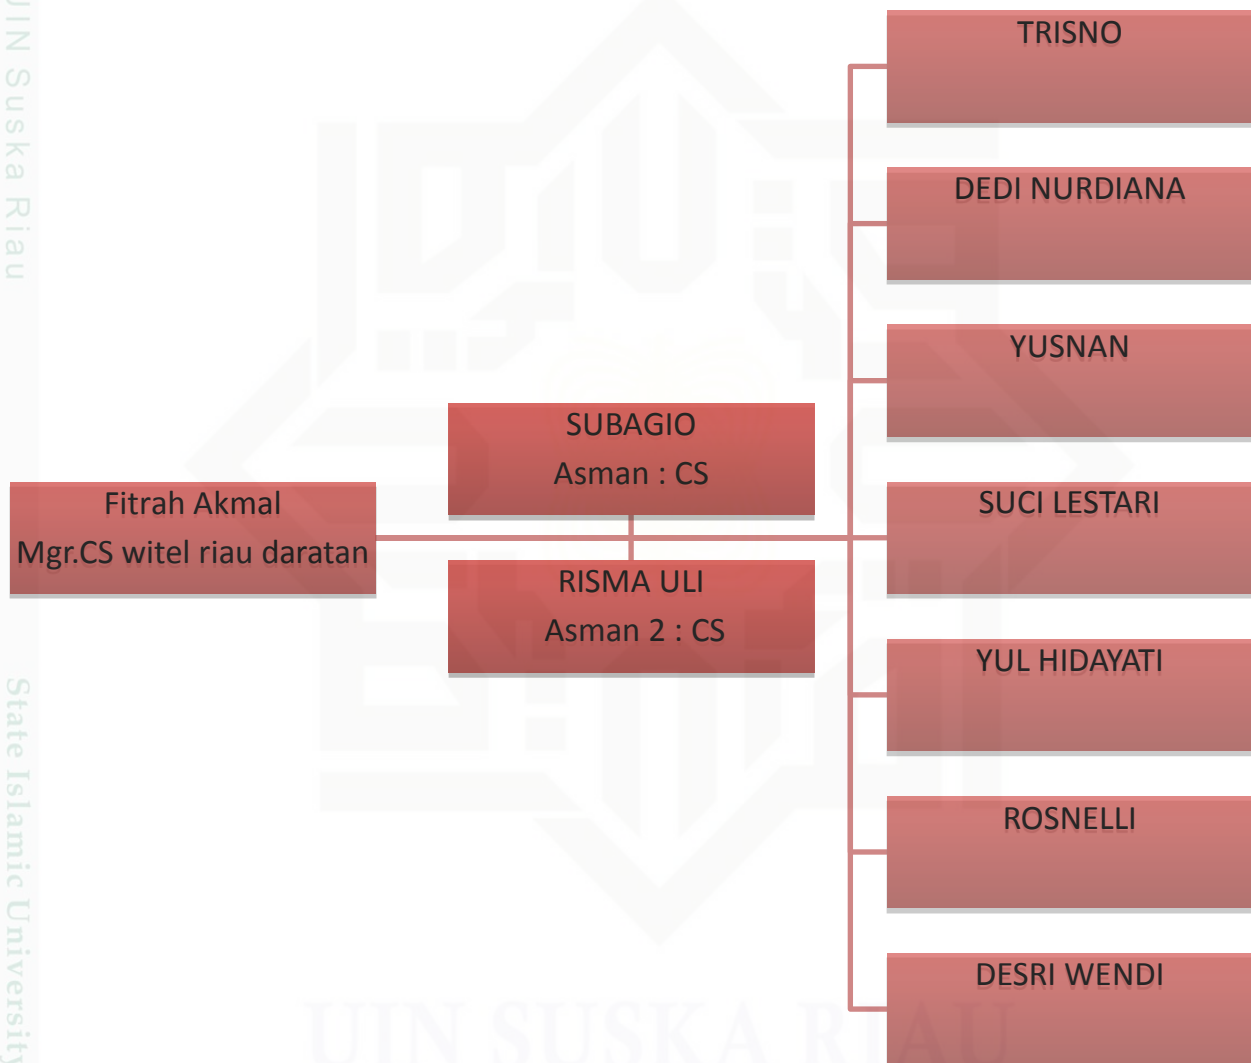 UIN Suska Riau
State Islamic University
Fitrah Akmal
Mgr.CS witel riau daratan
SUBAGIO
Asman : CS
RISMA ULI
Asman 2 : CS
TRISNO
DEDI NURDIANA
YUSNAN
SUCI LESTARI
YUL HIDAYATI
ROSNELLI
DESRI WENDI
UIN SUSKA RIAU